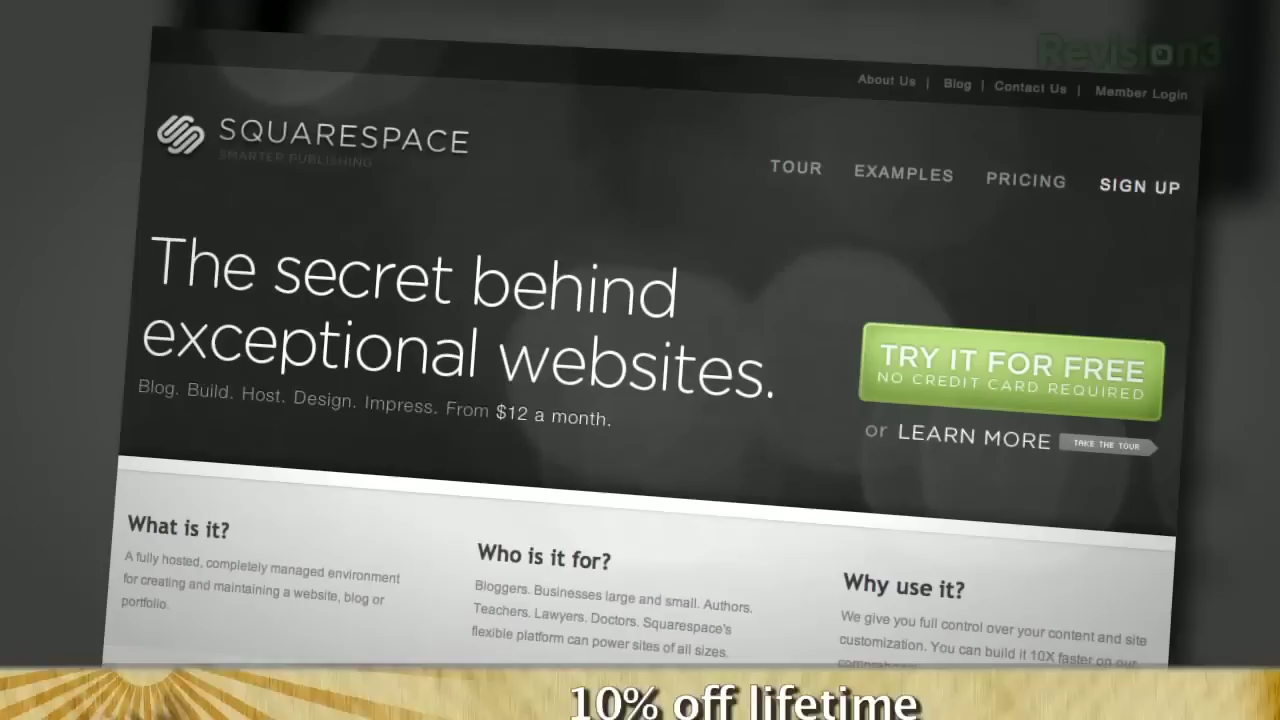 Revision3
About Us | Blog | Contact Us | Member Login
SQUARESPACE
SMARTER PUBLISHING
TOUR EXAMPLES PRICING SIGN UP
The secret behind
exceptional websites.
Blog. Build. Host. Design. Impress. From $12 a month.
TRY IT FOR FREE
NO CREDIT CARD REQUIRED
or LEARN MORE TAKE THE TOUR
What is it?
A fully hosted, completely managed environment
for creating and maintaining a website, blog or
portfolio.
Who is it for?
Bloggers. Businesses large and small. Authors.
Teachers. Lawyers. Doctors. Squarespace's
flexible platform can power sites of all sizes.
Why use it?
We give you full control over your content and site
customization. You can build it 10X faster on our
10% off lifetime